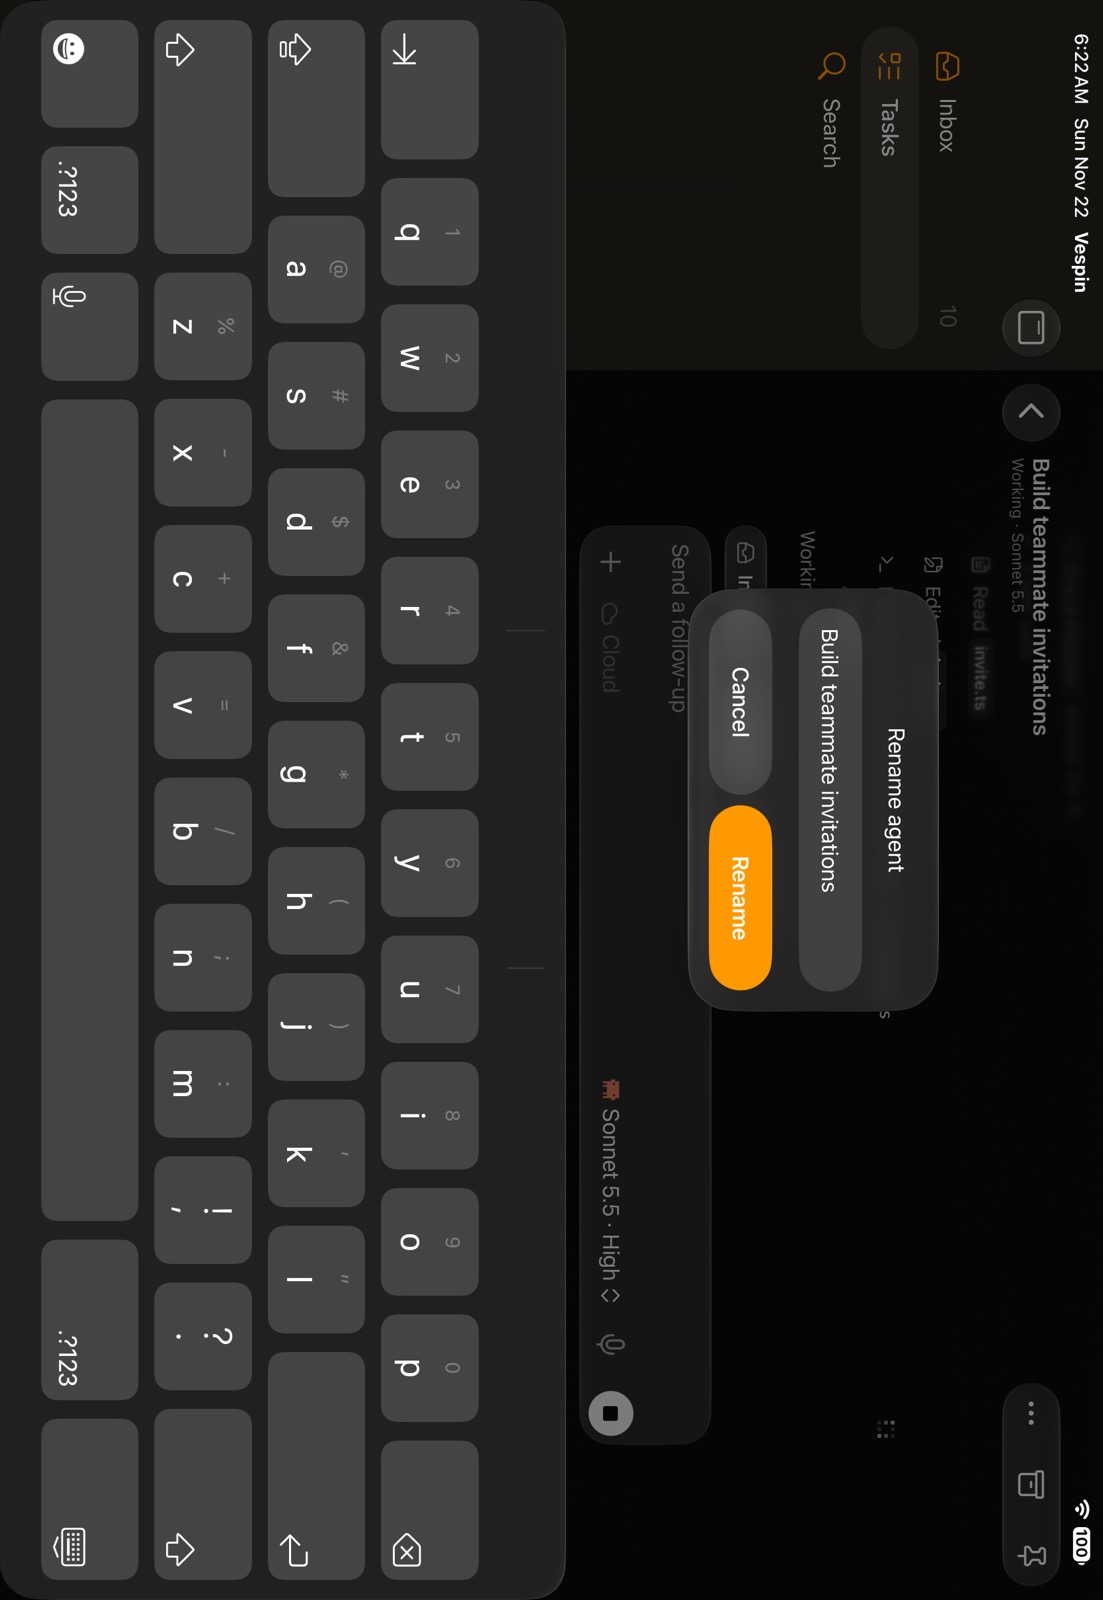 6:22 AM Sun Nov 22 Vespin
100
Build teammate invitations
Working · Sonnet 5.5
Inbox 10
Tasks
Search
Read invite.ts
Rename agent
Build teammate invitations
Cancel Rename
Send a follow-up
Cloud
Sonnet 5.5 · High
1 2 3 4 5 6 7 8 9 0
q w e r t y u i o p
@ # $ & * ( ) ' "
a s d f g h j k l
% - + = / ; : ! ?
z x c v b n m , .
.?123 .?123